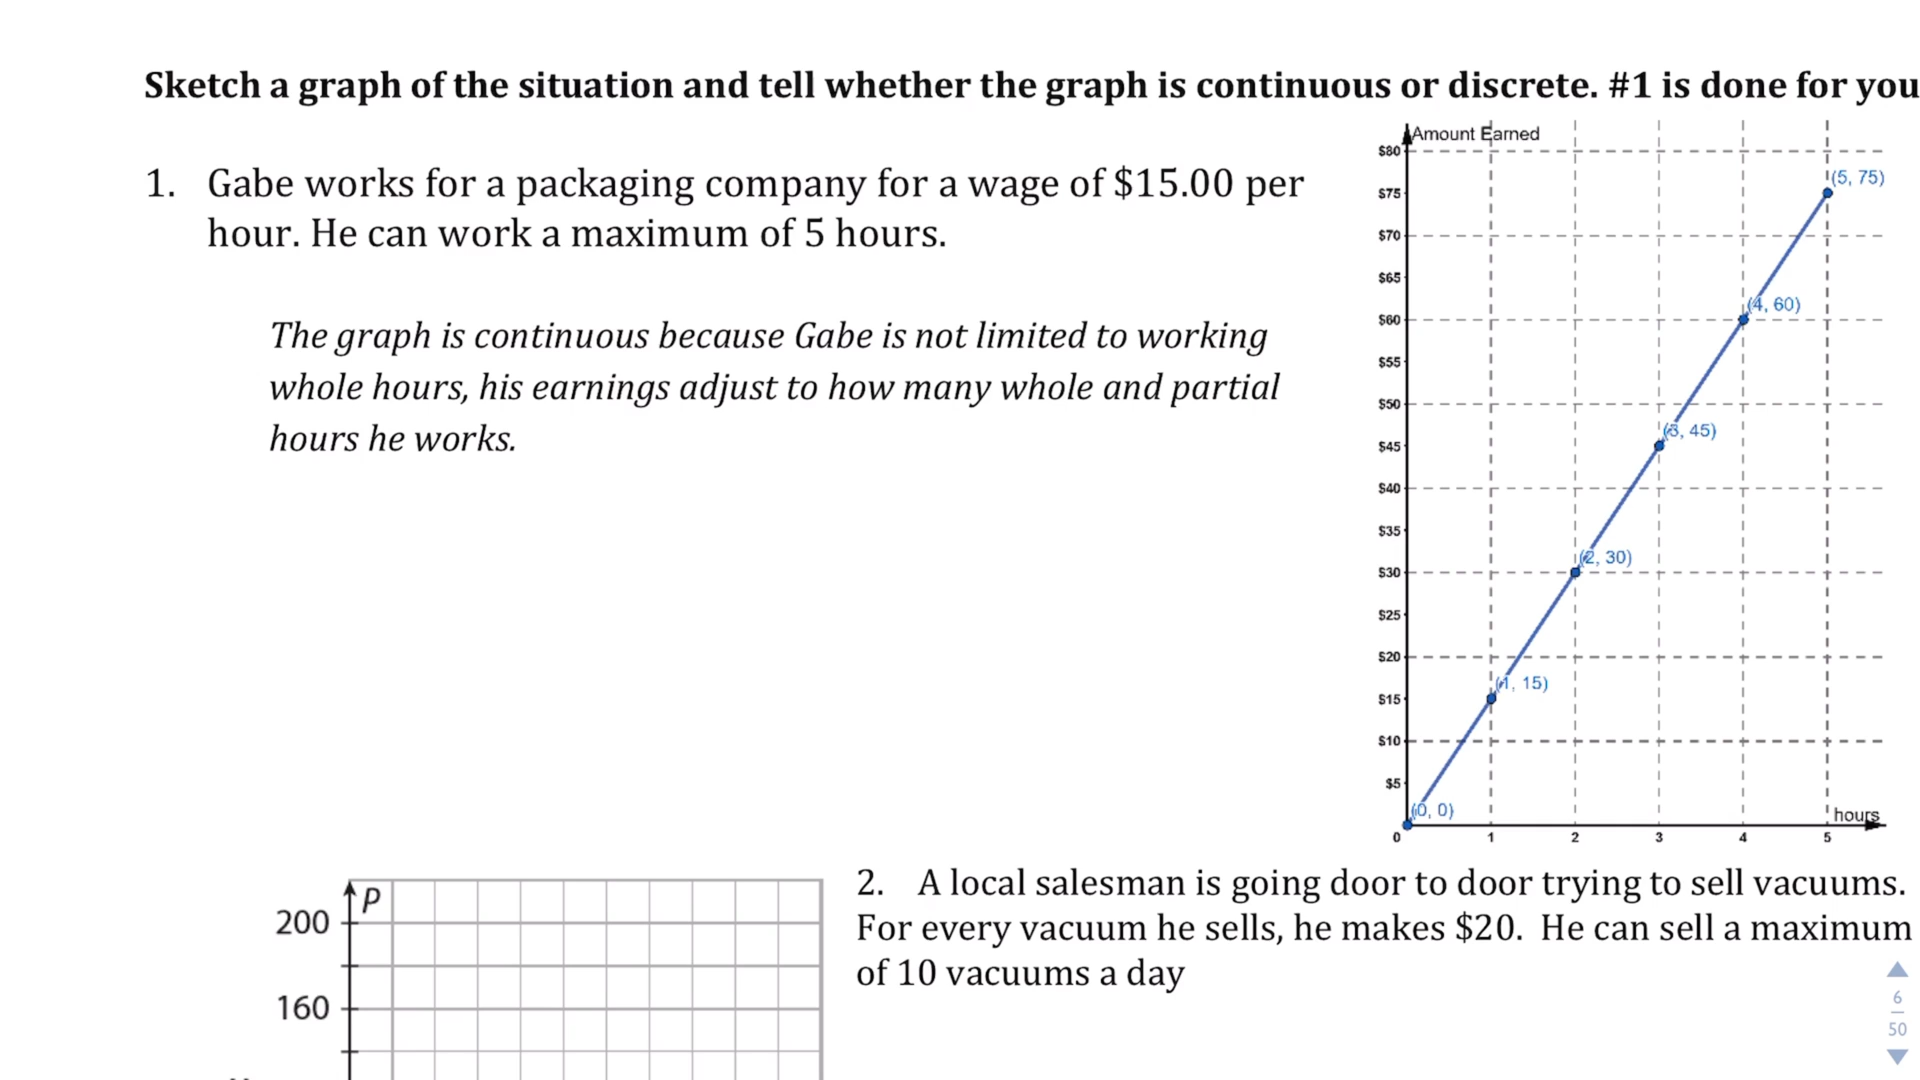 Sketch a graph of the situation and tell whether the graph is continuous or discrete. #1 is done for you
1. Gabe works for a packaging company for a wage of $15.00 per
hour. He can work a maximum of 5 hours.
The graph is continuous because Gabe is not limited to working
whole hours, his earnings adjust to how many whole and partial
hours he works.
Amount Earned
$80
(5, 75)
$75
$70
$65
(4, 60)
$60
$55
$50
(3, 45)
$45
$40
$35
(2, 30)
$30
$25
$20
(1, 15)
$15
$10
$5
(0, 0)
hours
0 1 2 3 4 5
P
200
160
2. A local salesman is going door to door trying to sell vacuums.
For every vacuum he sells, he makes $20. He can sell a maximum
of 10 vacuums a day
6
50